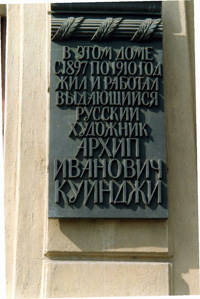 В ЭТОМ ДОМЕ
С 1897 ПО 1910 ГОД
ЖИЛ И РАБОТАЛ
ВЫДАЮЩИЙСЯ
РУССКИЙ
ХУДОЖНИК
АРХИП
ИВАНОВИЧ
КУИНДЖИ